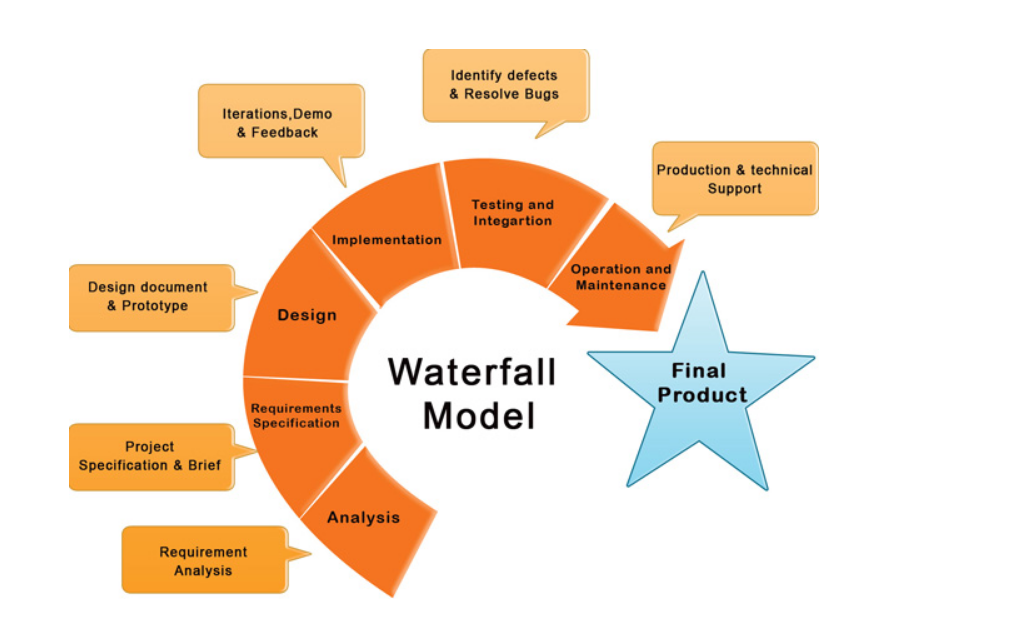 Identify defects
& Resolve Bugs
Iterations,Demo
& Feedback
Production & technical
Support
Testing and
Integartion
Implementation
Operation and
Maintenance
Design document
& Prototype
Design
Waterfall
Model
Final
Product
Requirements
Specification
Project
Specification & Brief
Analysis
Requirement
Analysis